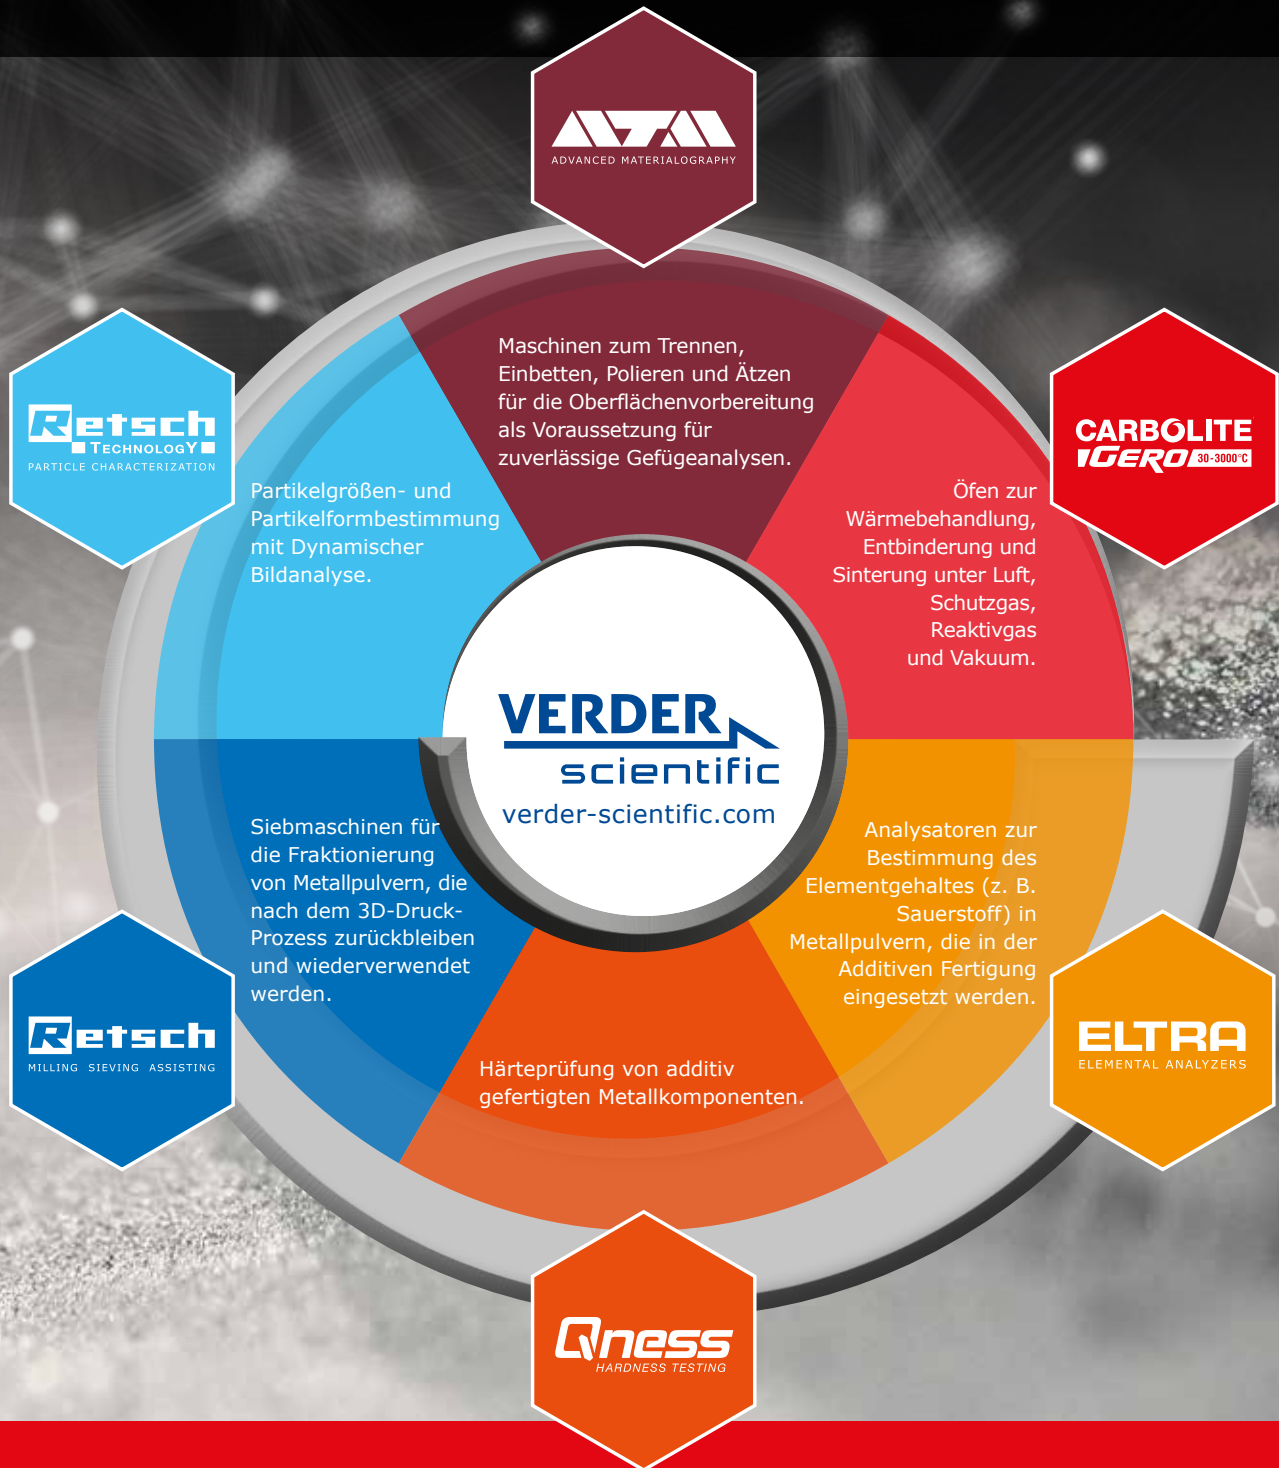 ATM
ADVANCED MATERIALOGRAPHY
Maschinen zum Trennen,
Einbetten, Polieren und Ätzen
für die Oberflächenvorbereitung
als Voraussetzung für
zuverlässige Gefügeanalysen.
CARBOLITE
GERO 30-3000°C
Öfen zur
Wärmebehandlung,
Entbinderung und
Sinterung unter Luft,
Schutzgas,
Reaktivgas
und Vakuum.
Retsch
TECHNOLOGY
PARTICLE CHARACTERIZATION
Partikelgrößen- und
Partikelformbestimmung
mit Dynamischer
Bildanalyse.
VERDER
scientific
verder-scientific.com
Siebmaschinen für
die Fraktionierung
von Metallpulvern, die
nach dem 3D-Druck-
Prozess zurückbleiben
und wiederverwendet
werden.
Retsch
MILLING SIEVING ASSISTING
Analysatoren zur
Bestimmung des
Elementgehaltes (z. B.
Sauerstoff) in
Metallpulvern, die in der
Additiven Fertigung
eingesetzt werden.
ELTRA
ELEMENTAL ANALYZERS
Härteprüfung von additiv
gefertigten Metallkomponenten.
Qness
HARDNESS TESTING